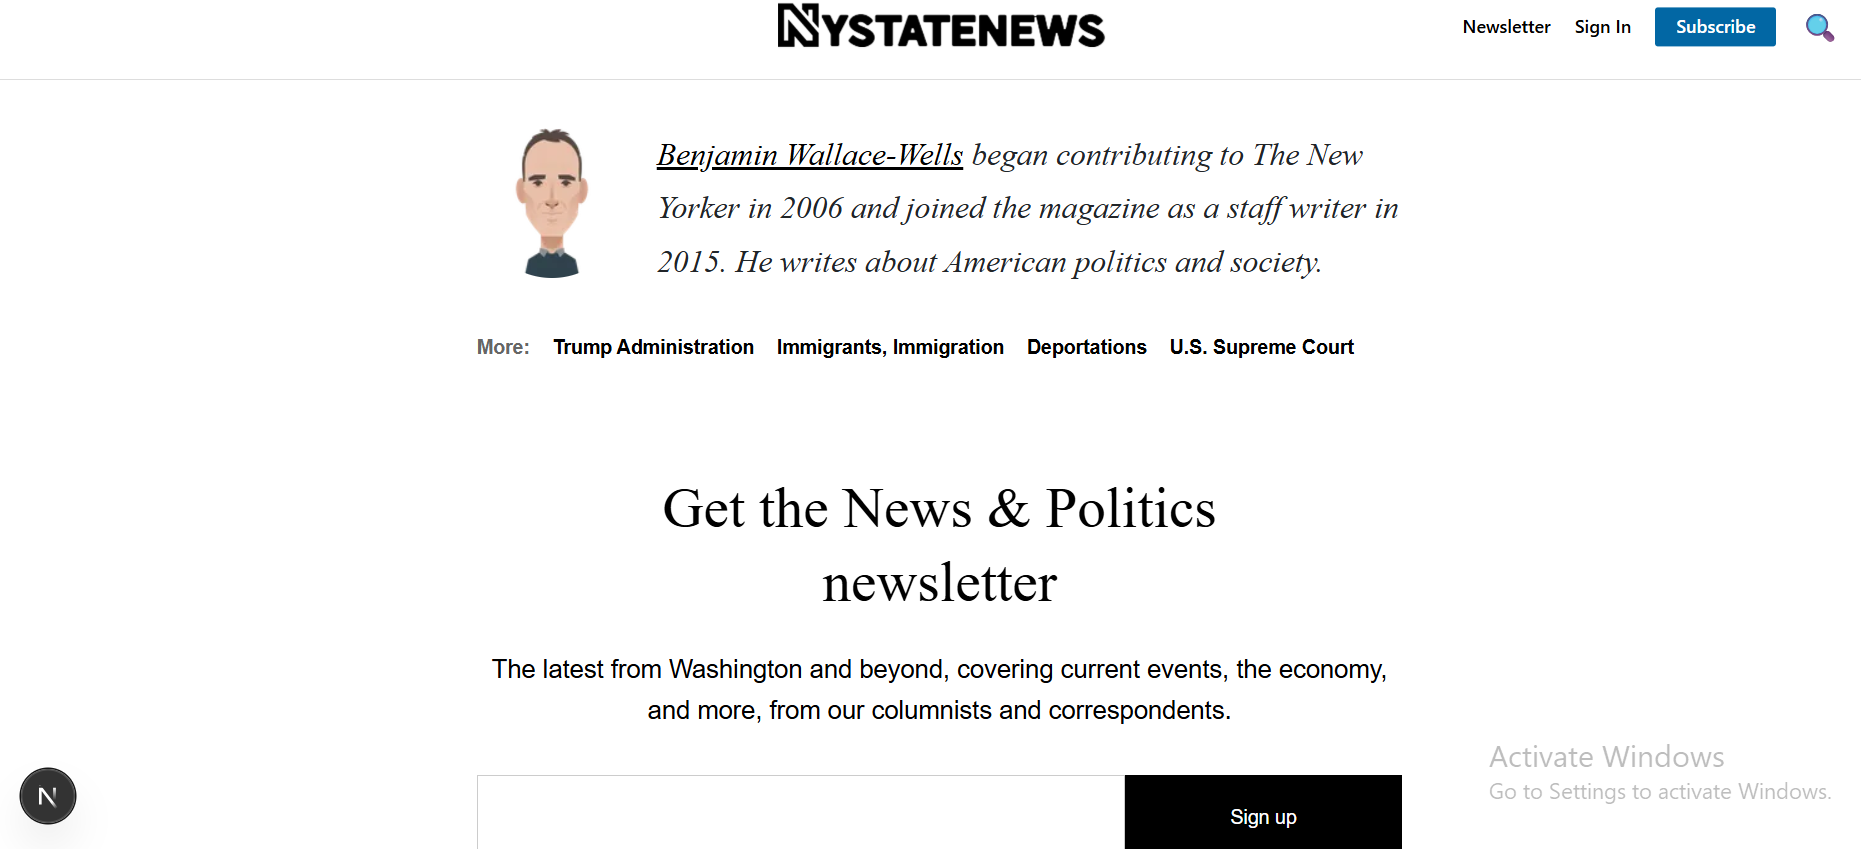 NYSTATENEWS
Newsletter Sign In Subscribe
Benjamin Wallace-Wells began contributing to The New
Yorker in 2006 and joined the magazine as a staff writer in
2015. He writes about American politics and society.
More: Trump Administration Immigrants, Immigration Deportations U.S. Supreme Court
Get the News & Politics
newsletter
The latest from Washington and beyond, covering current events, the economy,
and more, from our columnists and correspondents.
Activate Windows
Go to Settings to activate Windows.
N
Sign up